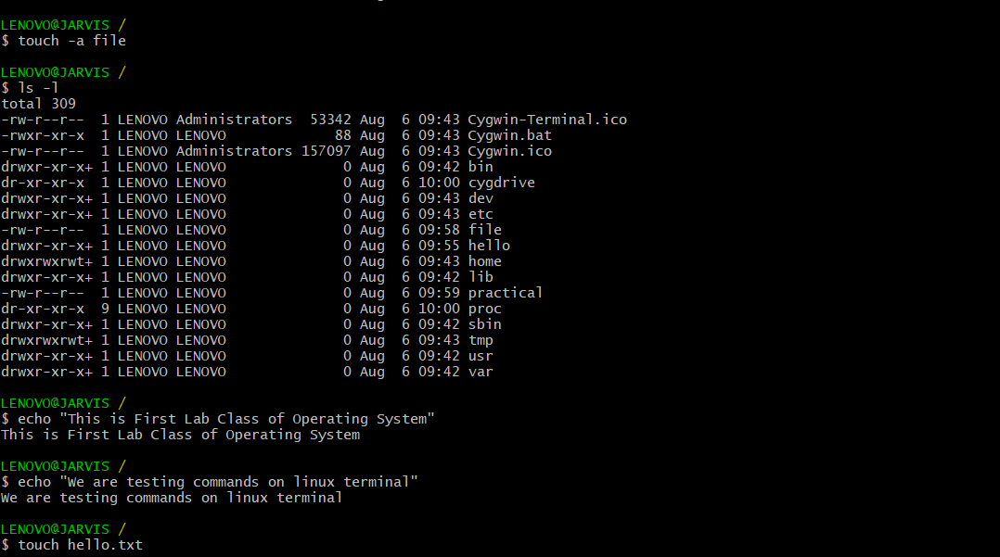 LENOVO@JARVIS /
$ touch -a file
LENOVO@JARVIS /
$ ls -l
total 309
-rw-r--r--  1 LENOVO Administrators  53342 Aug  6 09:43 Cygwin-Terminal.ico
-rwxr-xr-x  1 LENOVO LENOVO             88 Aug  6 09:43 Cygwin.bat
-rw-r--r--  1 LENOVO Administrators 157097 Aug  6 09:43 Cygwin.ico
drwxr-xr-x+ 1 LENOVO LENOVO              0 Aug  6 09:42 bin
dr-xr-xr-x  1 LENOVO LENOVO              0 Aug  6 10:00 cygdrive
drwxr-xr-x+ 1 LENOVO LENOVO              0 Aug  6 09:43 dev
drwxr-xr-x+ 1 LENOVO LENOVO              0 Aug  6 09:43 etc
-rw-r--r--  1 LENOVO LENOVO              0 Aug  6 09:58 file
drwxr-xr-x+ 1 LENOVO LENOVO              0 Aug  6 09:55 hello
drwxrwxrwt+ 1 LENOVO LENOVO              0 Aug  6 09:43 home
drwxr-xr-x+ 1 LENOVO LENOVO              0 Aug  6 09:42 lib
-rw-r--r--  1 LENOVO LENOVO              0 Aug  6 09:59 practical
dr-xr-xr-x  9 LENOVO LENOVO              0 Aug  6 10:00 proc
drwxr-xr-x+ 1 LENOVO LENOVO              0 Aug  6 09:42 sbin
drwxrwxrwt+ 1 LENOVO LENOVO              0 Aug  6 09:43 tmp
drwxr-xr-x+ 1 LENOVO LENOVO              0 Aug  6 09:42 usr
drwxr-xr-x+ 1 LENOVO LENOVO              0 Aug  6 09:42 var
LENOVO@JARVIS /
$ echo "This is First Lab Class of Operating System"
This is First Lab Class of Operating System
LENOVO@JARVIS /
$ echo "We are testing commands on linux terminal"
We are testing commands on linux terminal
LENOVO@JARVIS /
$ touch hello.txt